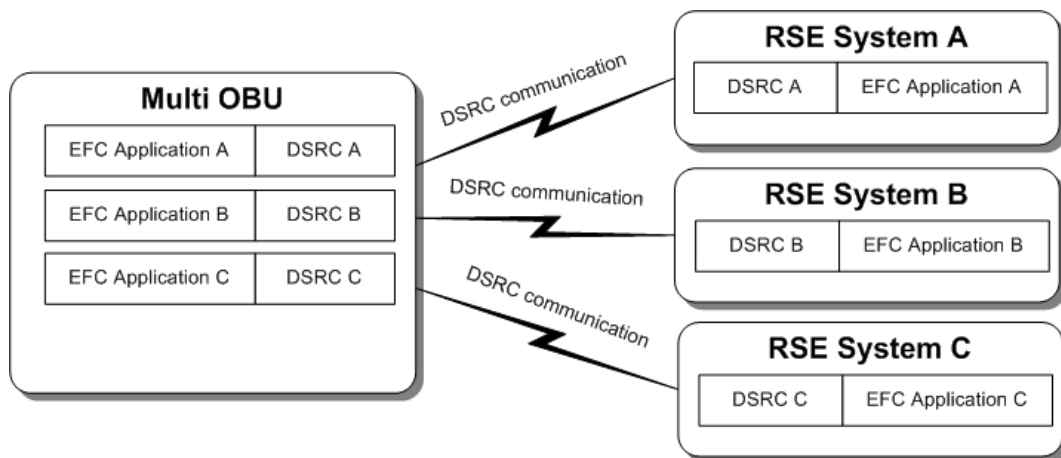 Multi OBU
EFC Application A DSRC A
EFC Application B DSRC B
EFC Application C DSRC C
DSRC communication
DSRC communication
DSRC communication
RSE System A
DSRC A EFC Application A
RSE System B
DSRC B EFC Application B
RSE System C
DSRC C EFC Application C